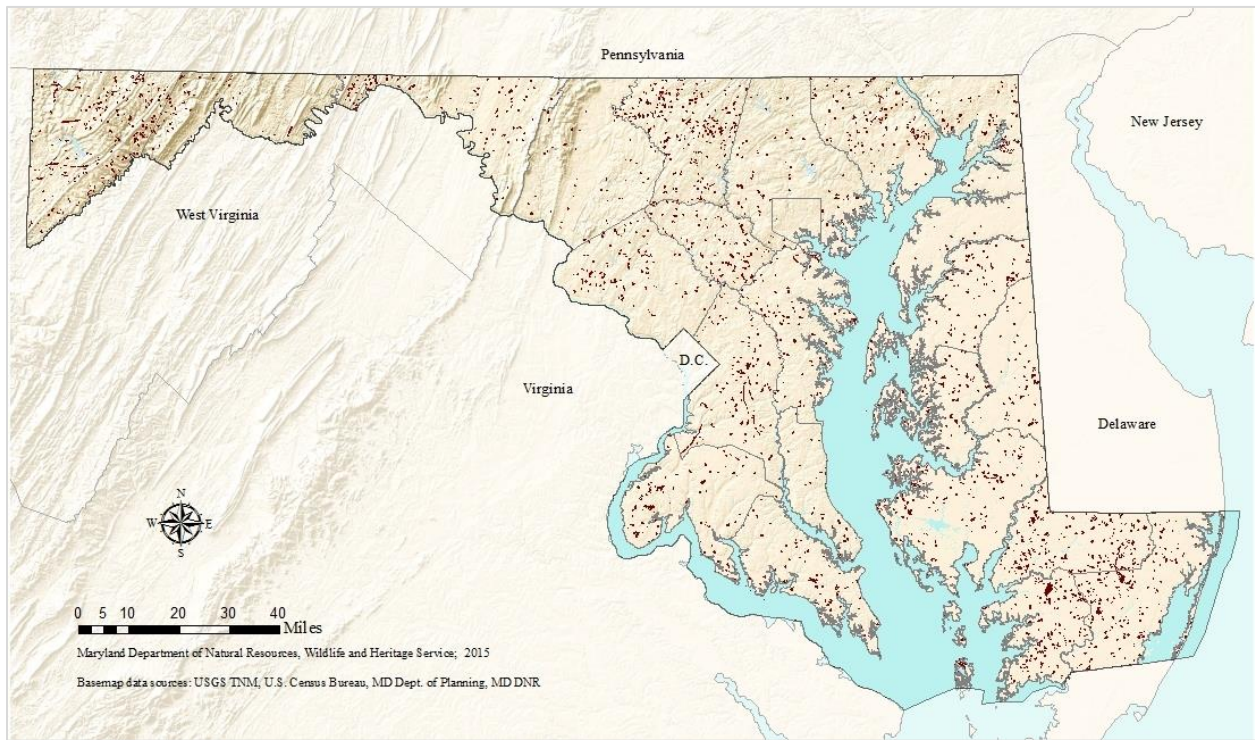 Pennsylvania
New Jersey
West Virginia
D.C.
Virginia
Delaware
N
W E
S
0 5 10 20 30 40
Miles
Maryland Department of Natural Resources, Wildlife and Heritage Service; 2015
Basemap data sources: USGS TNM, U.S. Census Bureau, MD Dept. of Planning, MD DNR